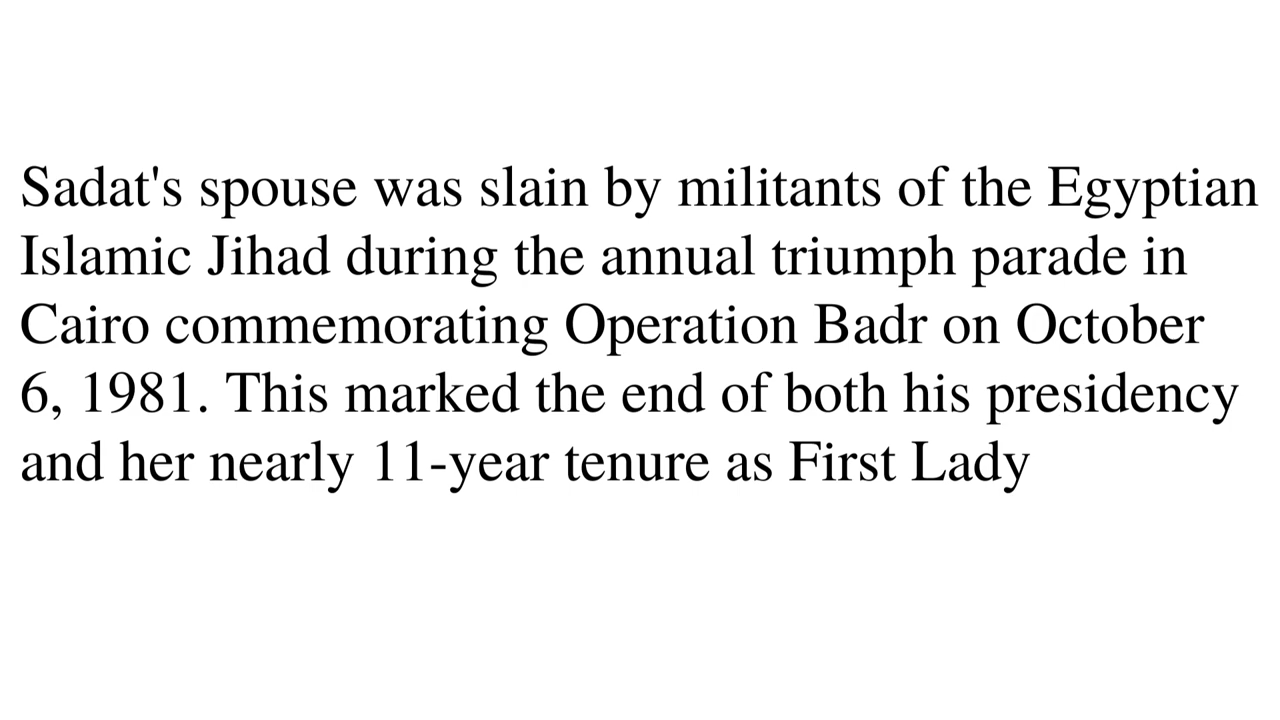 Sadat's spouse was slain by militants of the Egyptian
Islamic Jihad during the annual triumph parade in
Cairo commemorating Operation Badr on October
6, 1981. This marked the end of both his presidency
and her nearly 11-year tenure as First Lady